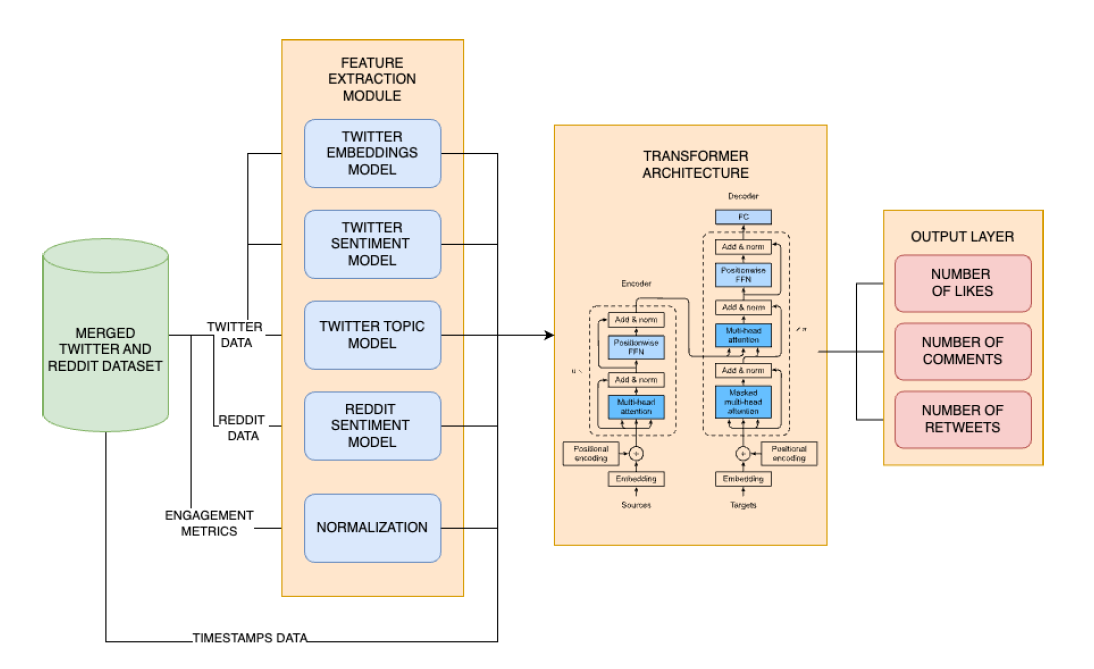 FEATURE
EXTRACTION
MODULE
TWITTER
EMBEDDINGS
MODEL
TWITTER
SENTIMENT
MODEL
TWITTER TOPIC
MODEL
REDDIT
SENTIMENT
MODEL
NORMALIZATION
MERGED
TWITTER AND
REDDIT DATASET
TWITTER
DATA
REDDIT
DATA
ENGAGEMENT
METRICS
TIMESTAMPS DATA
TRANSFORMER
ARCHITECTURE
Encoder
Add & norm
Positionwise
FFN
Add & norm
Multi-head
attention
Positional
encoding
Embedding
Sources
Decoder
FC
Add & norm
Positionwise
FFN
Add & norm
Multi-head
attention
Add & norm
Masked
multi-head
attention
Positional
encoding
Embedding
Targets
OUTPUT LAYER
NUMBER
OF LIKES
NUMBER OF
COMMENTS
NUMBER OF
RETWEETS